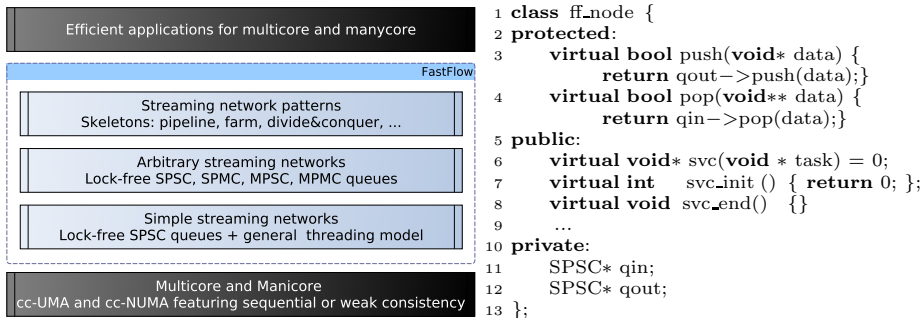 Efficient applications for multicore and manycore
FastFlow
Streaming network patterns
Skeletons: pipeline, farm, divide&conquer, ...
Arbitrary streaming networks
Lock-free SPSC, SPMC, MPSC, MPMC queues
Simple streaming networks
Lock-free SPSC queues + general threading model
Multicore and Manicore
cc-UMA and cc-NUMA featuring sequential or weak consistency
1 class ff_node {
2 protected:
3 virtual bool push(void* data) {
return qout->push(data);}
4 virtual bool pop(void** data) {
return qin->pop(data);}
5 public:
6 virtual void* svc(void * task) = 0;
7 virtual int svc_init () { return 0; };
8 virtual void svc_end() {}
9 ...
10 private:
11 SPSC* qin;
12 SPSC* qout;
13 };